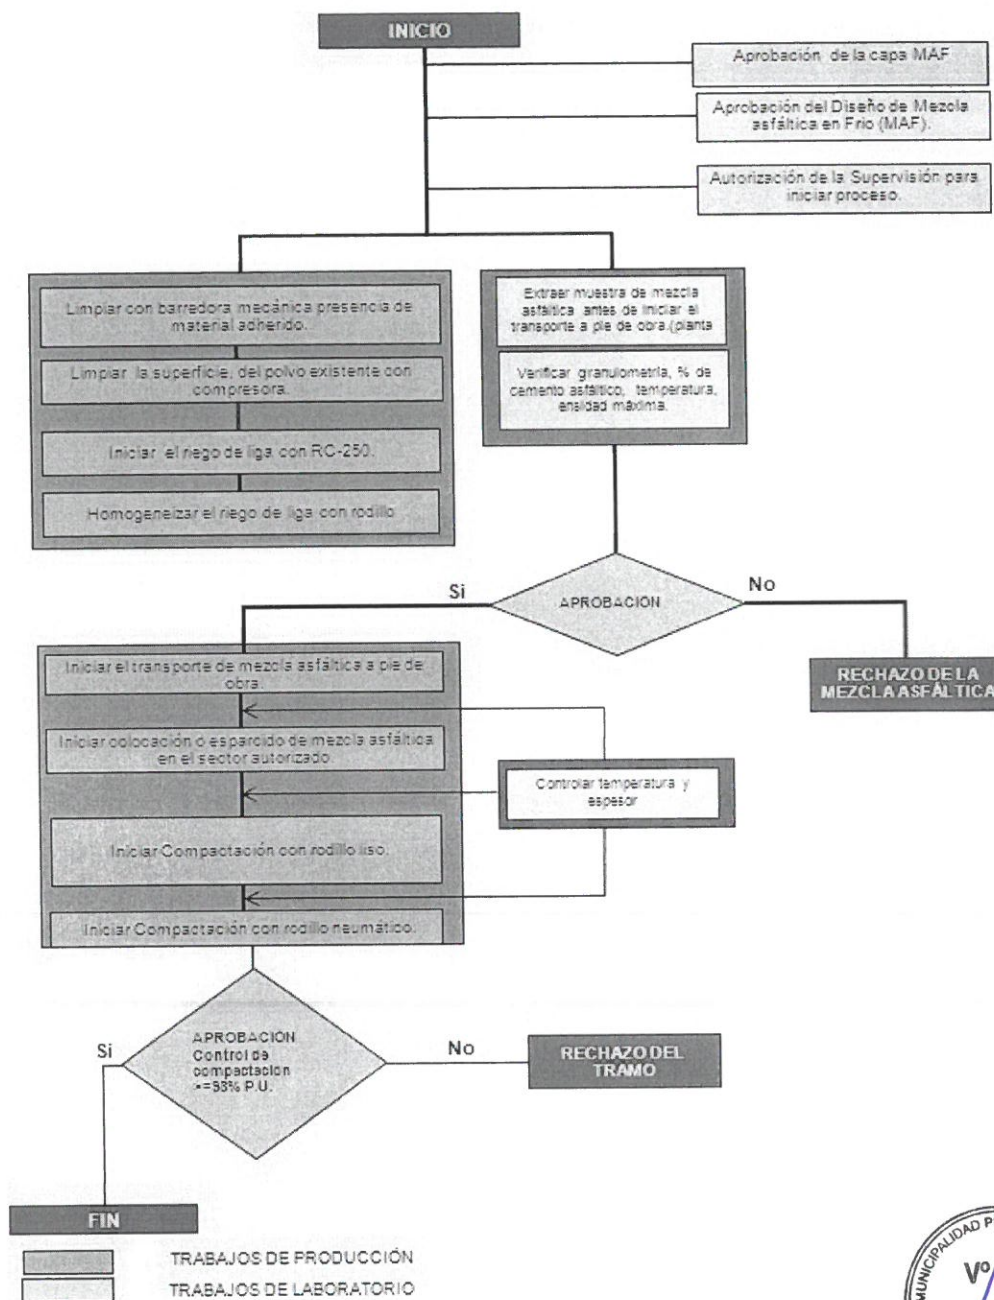 INICIO
Aprobación de la capa MAF
Aprobación del Diseño de Mezcla
asfáltica en Frio (MAF).
Autorización de la Supervisión para
iniciar proceso.
Limpiar con barredora mecánica presencia de
material adherido.
Limpiar la superficie, del polvo existente con
compresora.
Iniciar el riego de liga con RC-250.
Homogeneizar el riego de liga con rodillo
Extraer muestra de mezcla
asfáltica antes de iniciar el
transporte a pie de obra.(planta
Verificar granulometría, % de
cemento asfáltico, temperatura,
ensidad máxima.
Si
APROBACION
No
RECHAZO DE LA
MEZCLA ASFÁLTICA
Iniciar el transporte de mezcla asfáltica a pie de
obra.
Iniciar colocación o esparcido de mezcla asfáltica
en el sector autorizado.
Controlar temperatura y
espesor
Iniciar Compactación con rodillo liso.
Iniciar Compactación con rodillo neumático.
Si
APROBACION
Control de
compactación
P.U.
No
RECHAZO DEL
TRAMO
FIN
TRABAJOS DE PRODUCCIÓN
TRABAJOS DE LABORATORIO
MUNICIPALIDAD P
Vº